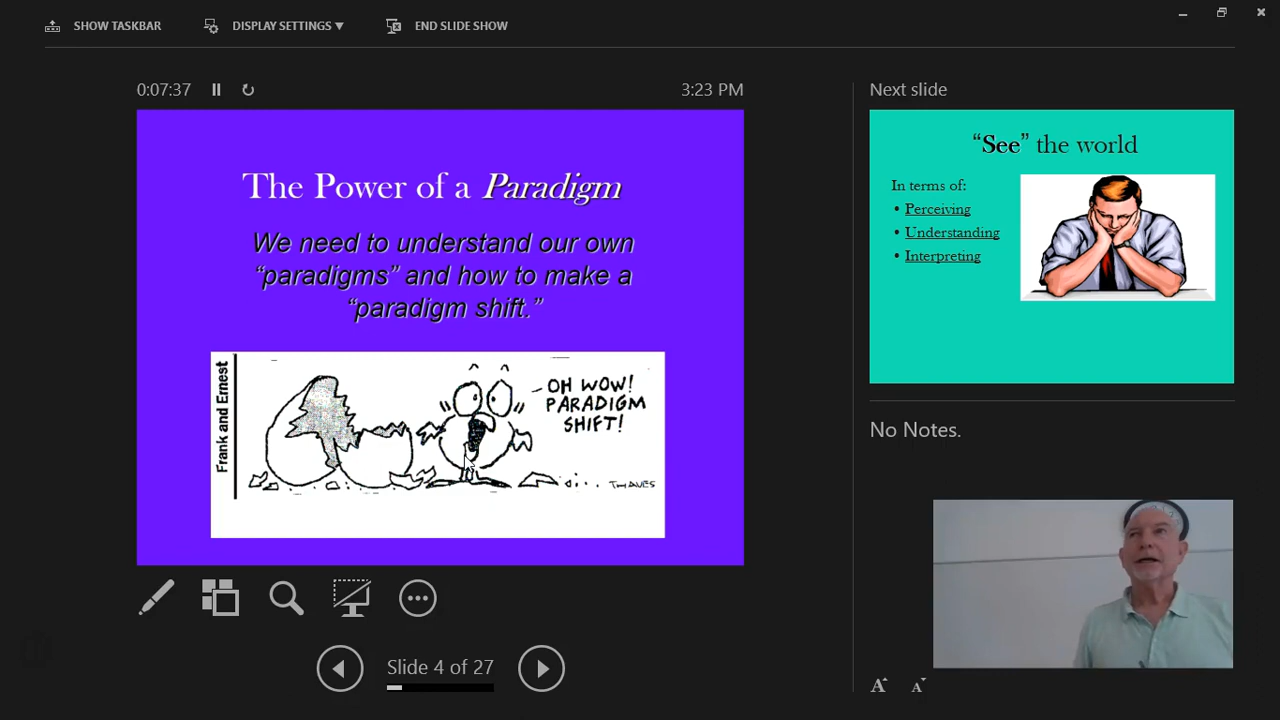 SHOW TASKBAR
DISPLAY SETTINGS ▼
END SLIDE SHOW
0:07:37
3:23 PM
The Power of a Paradigm
We need to understand our own
“paradigms” and how to make a
“paradigm shift.”
Frank and Ernest
OH WOW!
PARADIGM
SHIFT!
THAVES
Slide 4 of 27
Next slide
“See” the world
In terms of:
• Perceiving
• Understanding
• Interpreting
No Notes.
A A